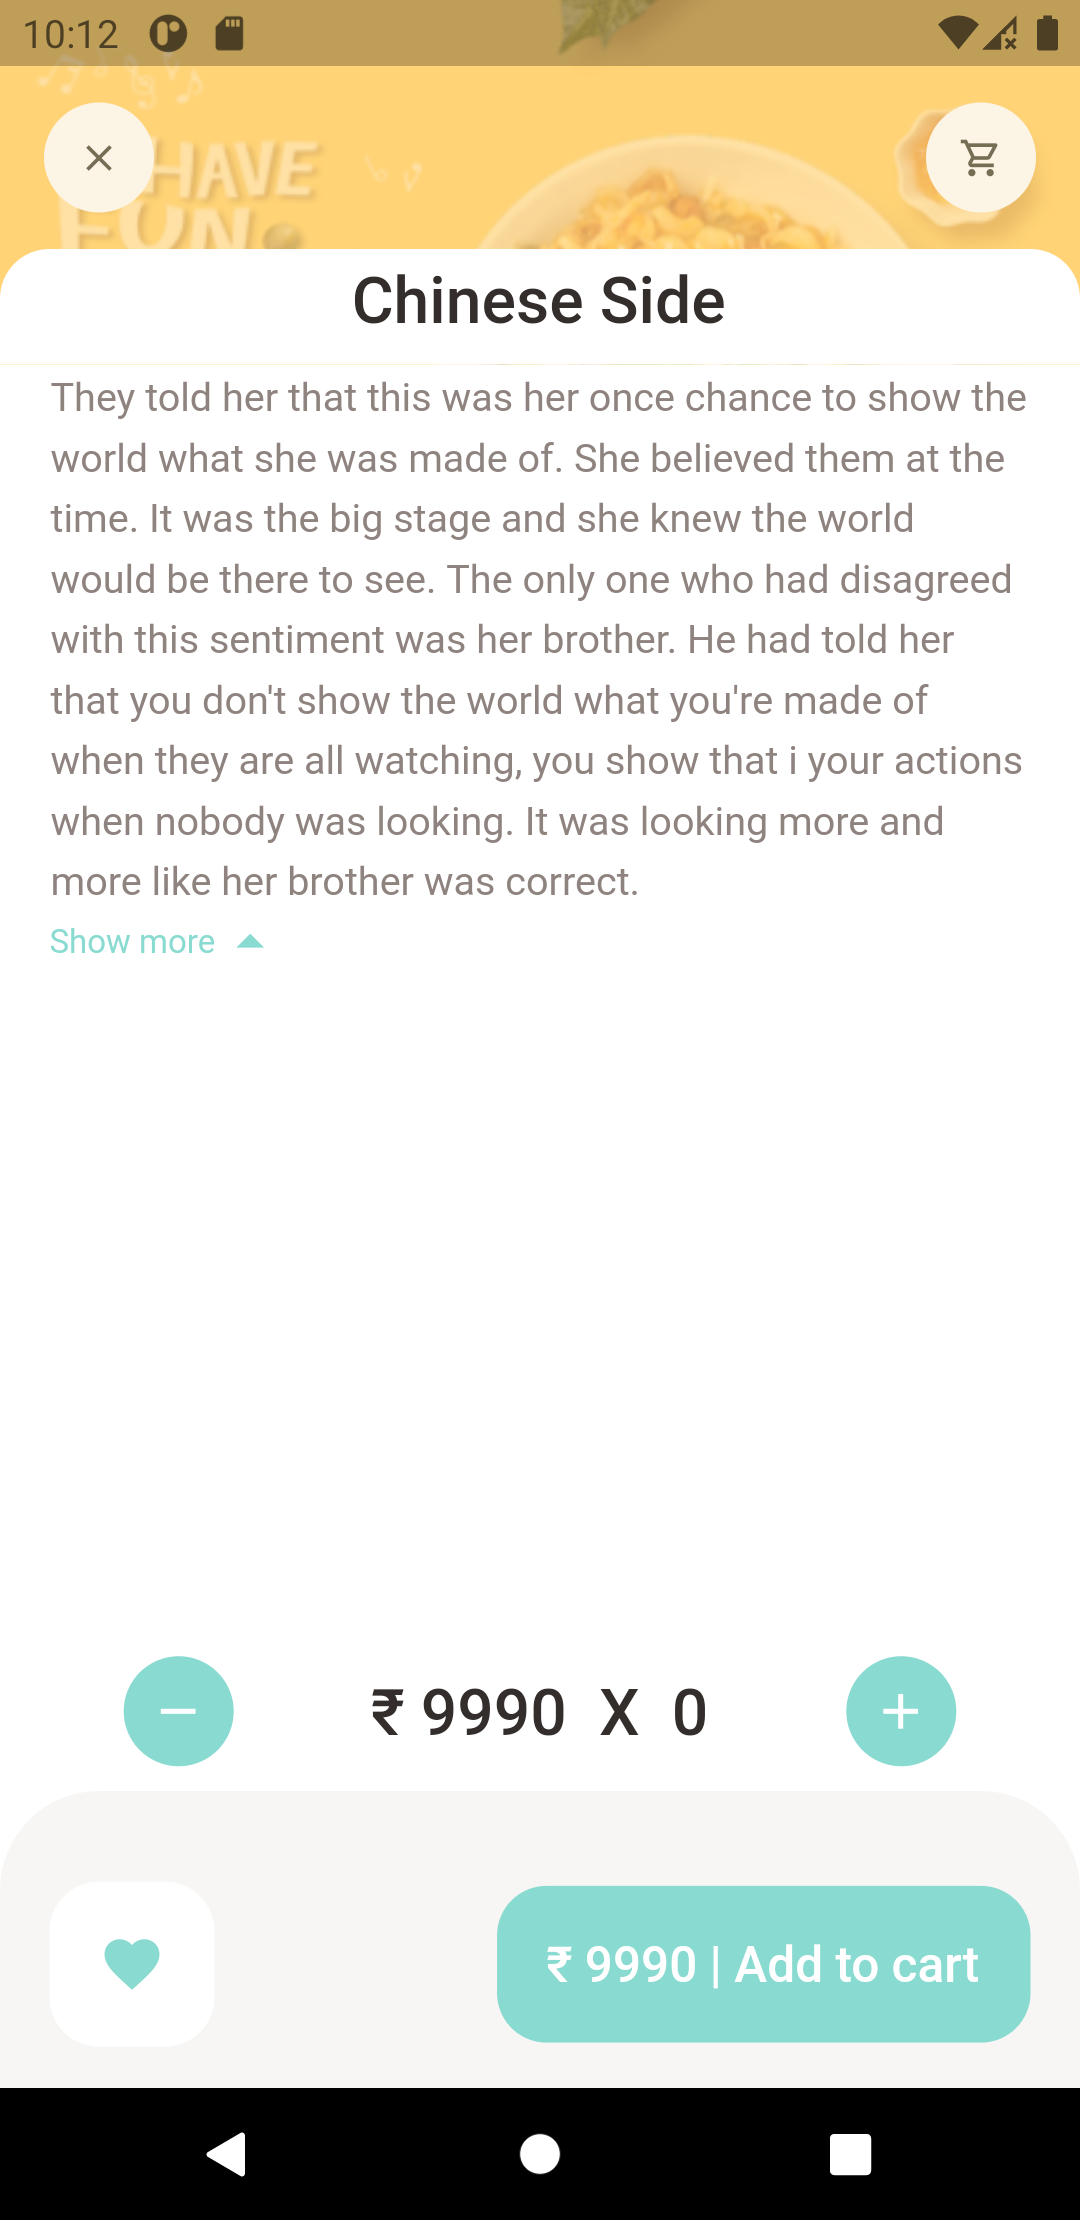 10:12
HAVE
FUN
Chinese Side
They told her that this was her once chance to show the
world what she was made of. She believed them at the
time. It was the big stage and she knew the world
would be there to see. The only one who had disagreed
with this sentiment was her brother. He had told her
that you don't show the world what you're made of
when they are all watching, you show that i your actions
when nobody was looking. It was looking more and
more like her brother was correct.
Show more
₹ 9990 X 0
₹ 9990 | Add to cart